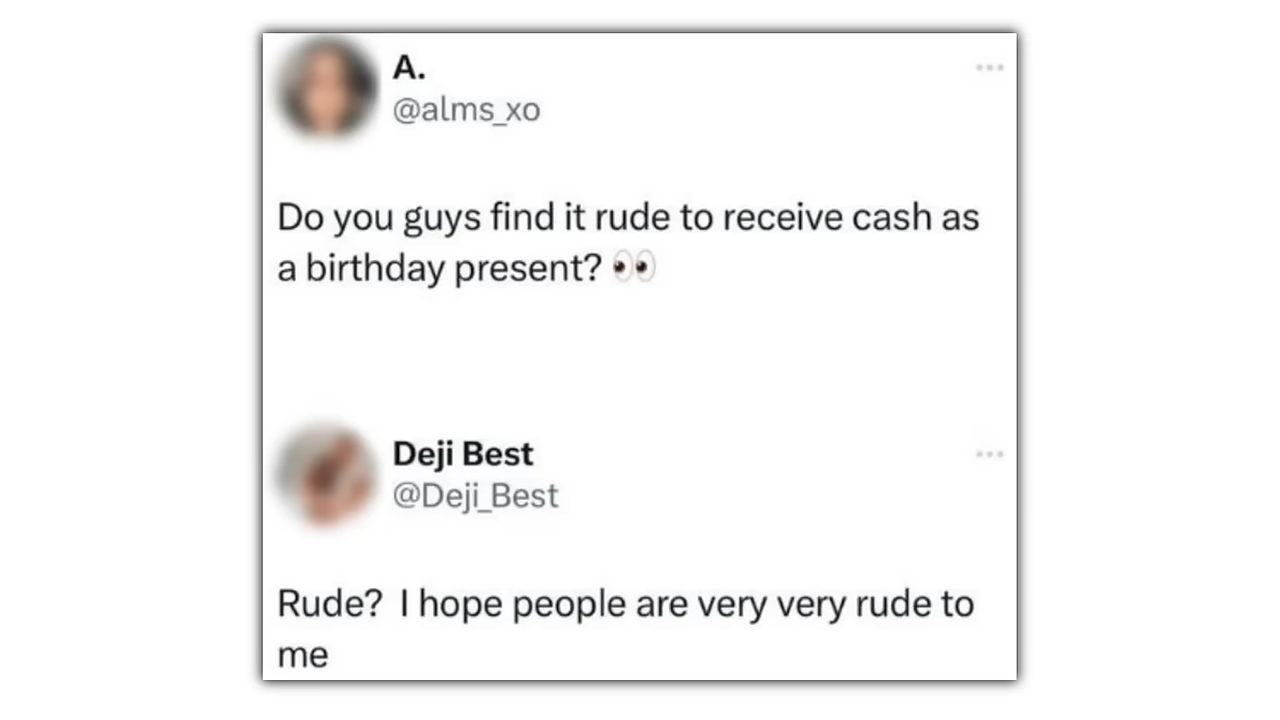 A.
@alms_xo
Do you guys find it rude to receive cash as
a birthday present? 👀
Deji Best
@Deji_Best
Rude?  I hope people are very very rude to
me